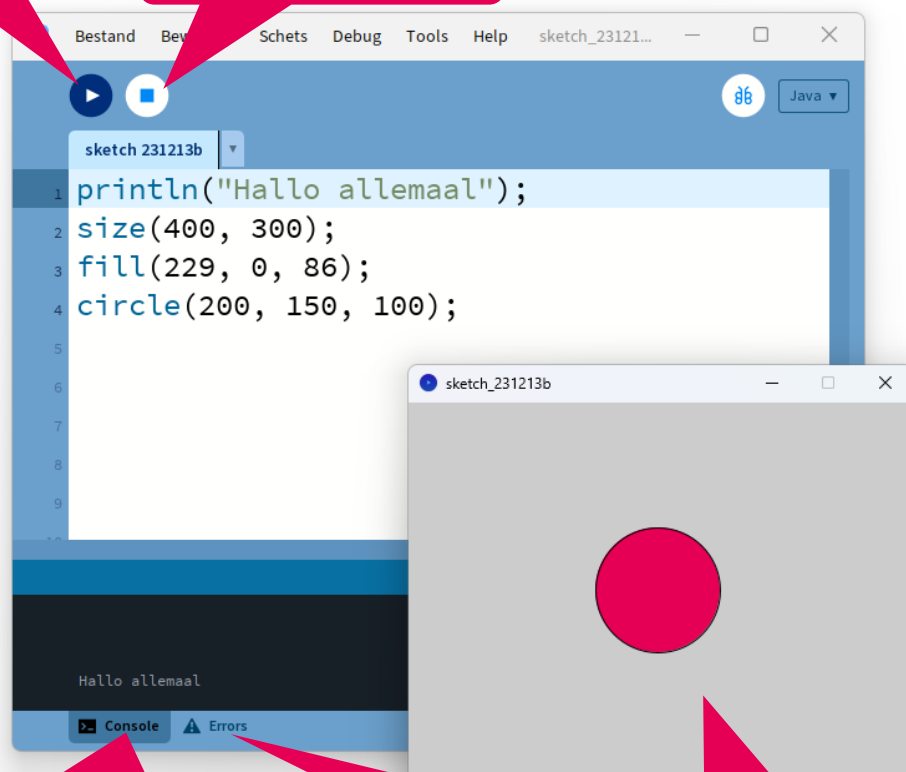 Bestand Schets Debug Tools Help sketch_23121...
Java ▾
sketch 231213b ▾
1 println("Hallo allemaal");
2 size(400, 300);
3 fill(229, 0, 86);
4 circle(200, 150, 100);
5
6
7
8
9
sketch_231213b
Hallo allemaal
Console Errors